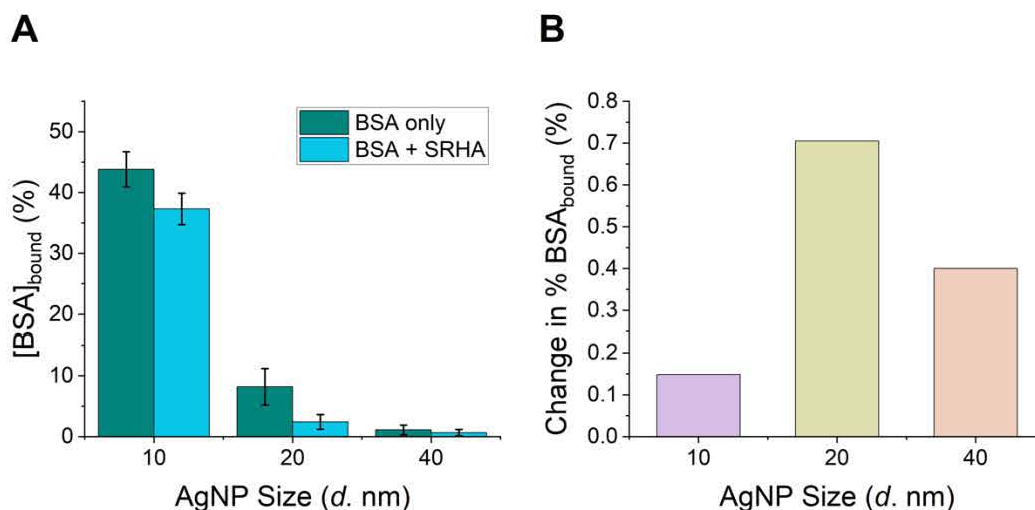 A
[BSA]bound (%)
50
40
30
20
10
0
BSA only
BSA + SRHA
10 20 40
AgNP Size (d. nm)
B
Change in % BSAbound (%)
0.8
0.7
0.6
0.5
0.4
0.3
0.2
0.1
0.0
10 20 40
AgNP Size (d. nm)